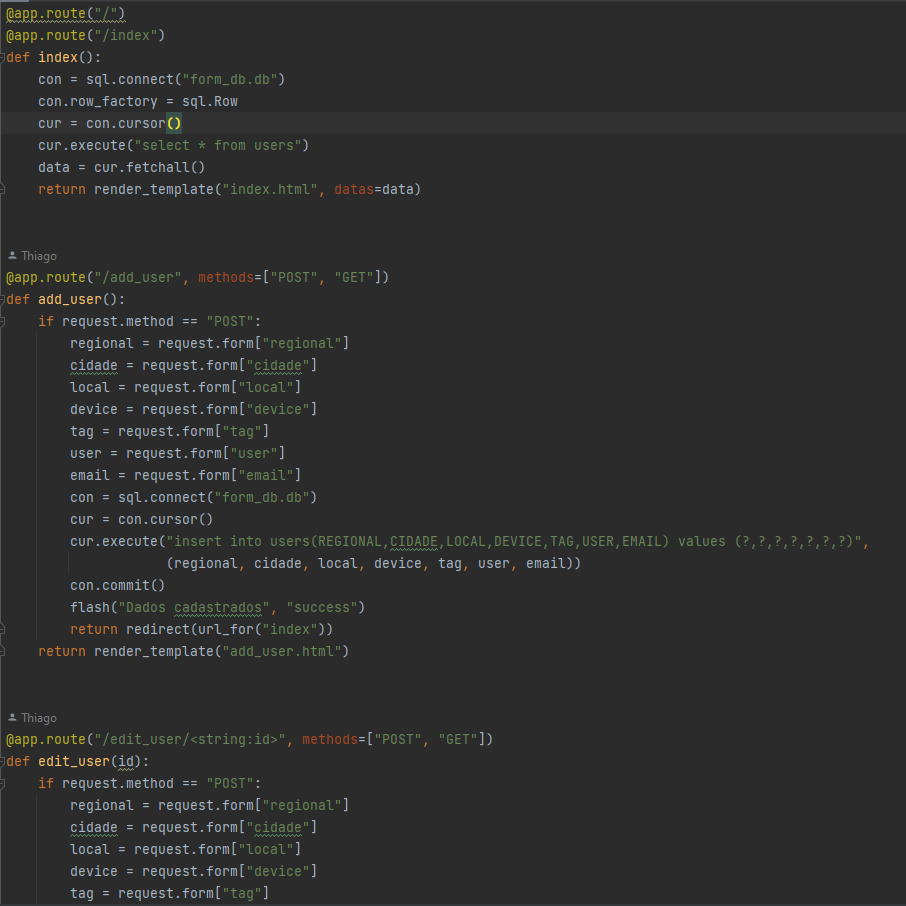 @app.route("/")
@app.route("/index")
def index():
    con = sql.connect("form_db.db")
    con.row_factory = sql.Row
    cur = con.cursor()
    cur.execute("select * from users")
    data = cur.fetchall()
    return render_template("index.html", datas=data)
Thiago
@app.route("/add_user", methods=["POST", "GET"])
def add_user():
    if request.method == "POST":
        regional = request.form["regional"]
        cidade = request.form["cidade"]
        local = request.form["local"]
        device = request.form["device"]
        tag = request.form["tag"]
        user = request.form["user"]
        email = request.form["email"]
        con = sql.connect("form_db.db")
        cur = con.cursor()
        cur.execute("insert into users(REGIONAL,CIDADE,LOCAL,DEVICE,TAG,USER,EMAIL) values (?,?,?,?,?,?,?)",
                    (regional, cidade, local, device, tag, user, email))
        con.commit()
        flash("Dados cadastrados", "success")
        return redirect(url_for("index"))
    return render_template("add_user.html")
Thiago
@app.route("/edit_user/<string:id>", methods=["POST", "GET"])
def edit_user(id):
    if request.method == "POST":
        regional = request.form["regional"]
        cidade = request.form["cidade"]
        local = request.form["local"]
        device = request.form["device"]
        tag = request.form["tag"]